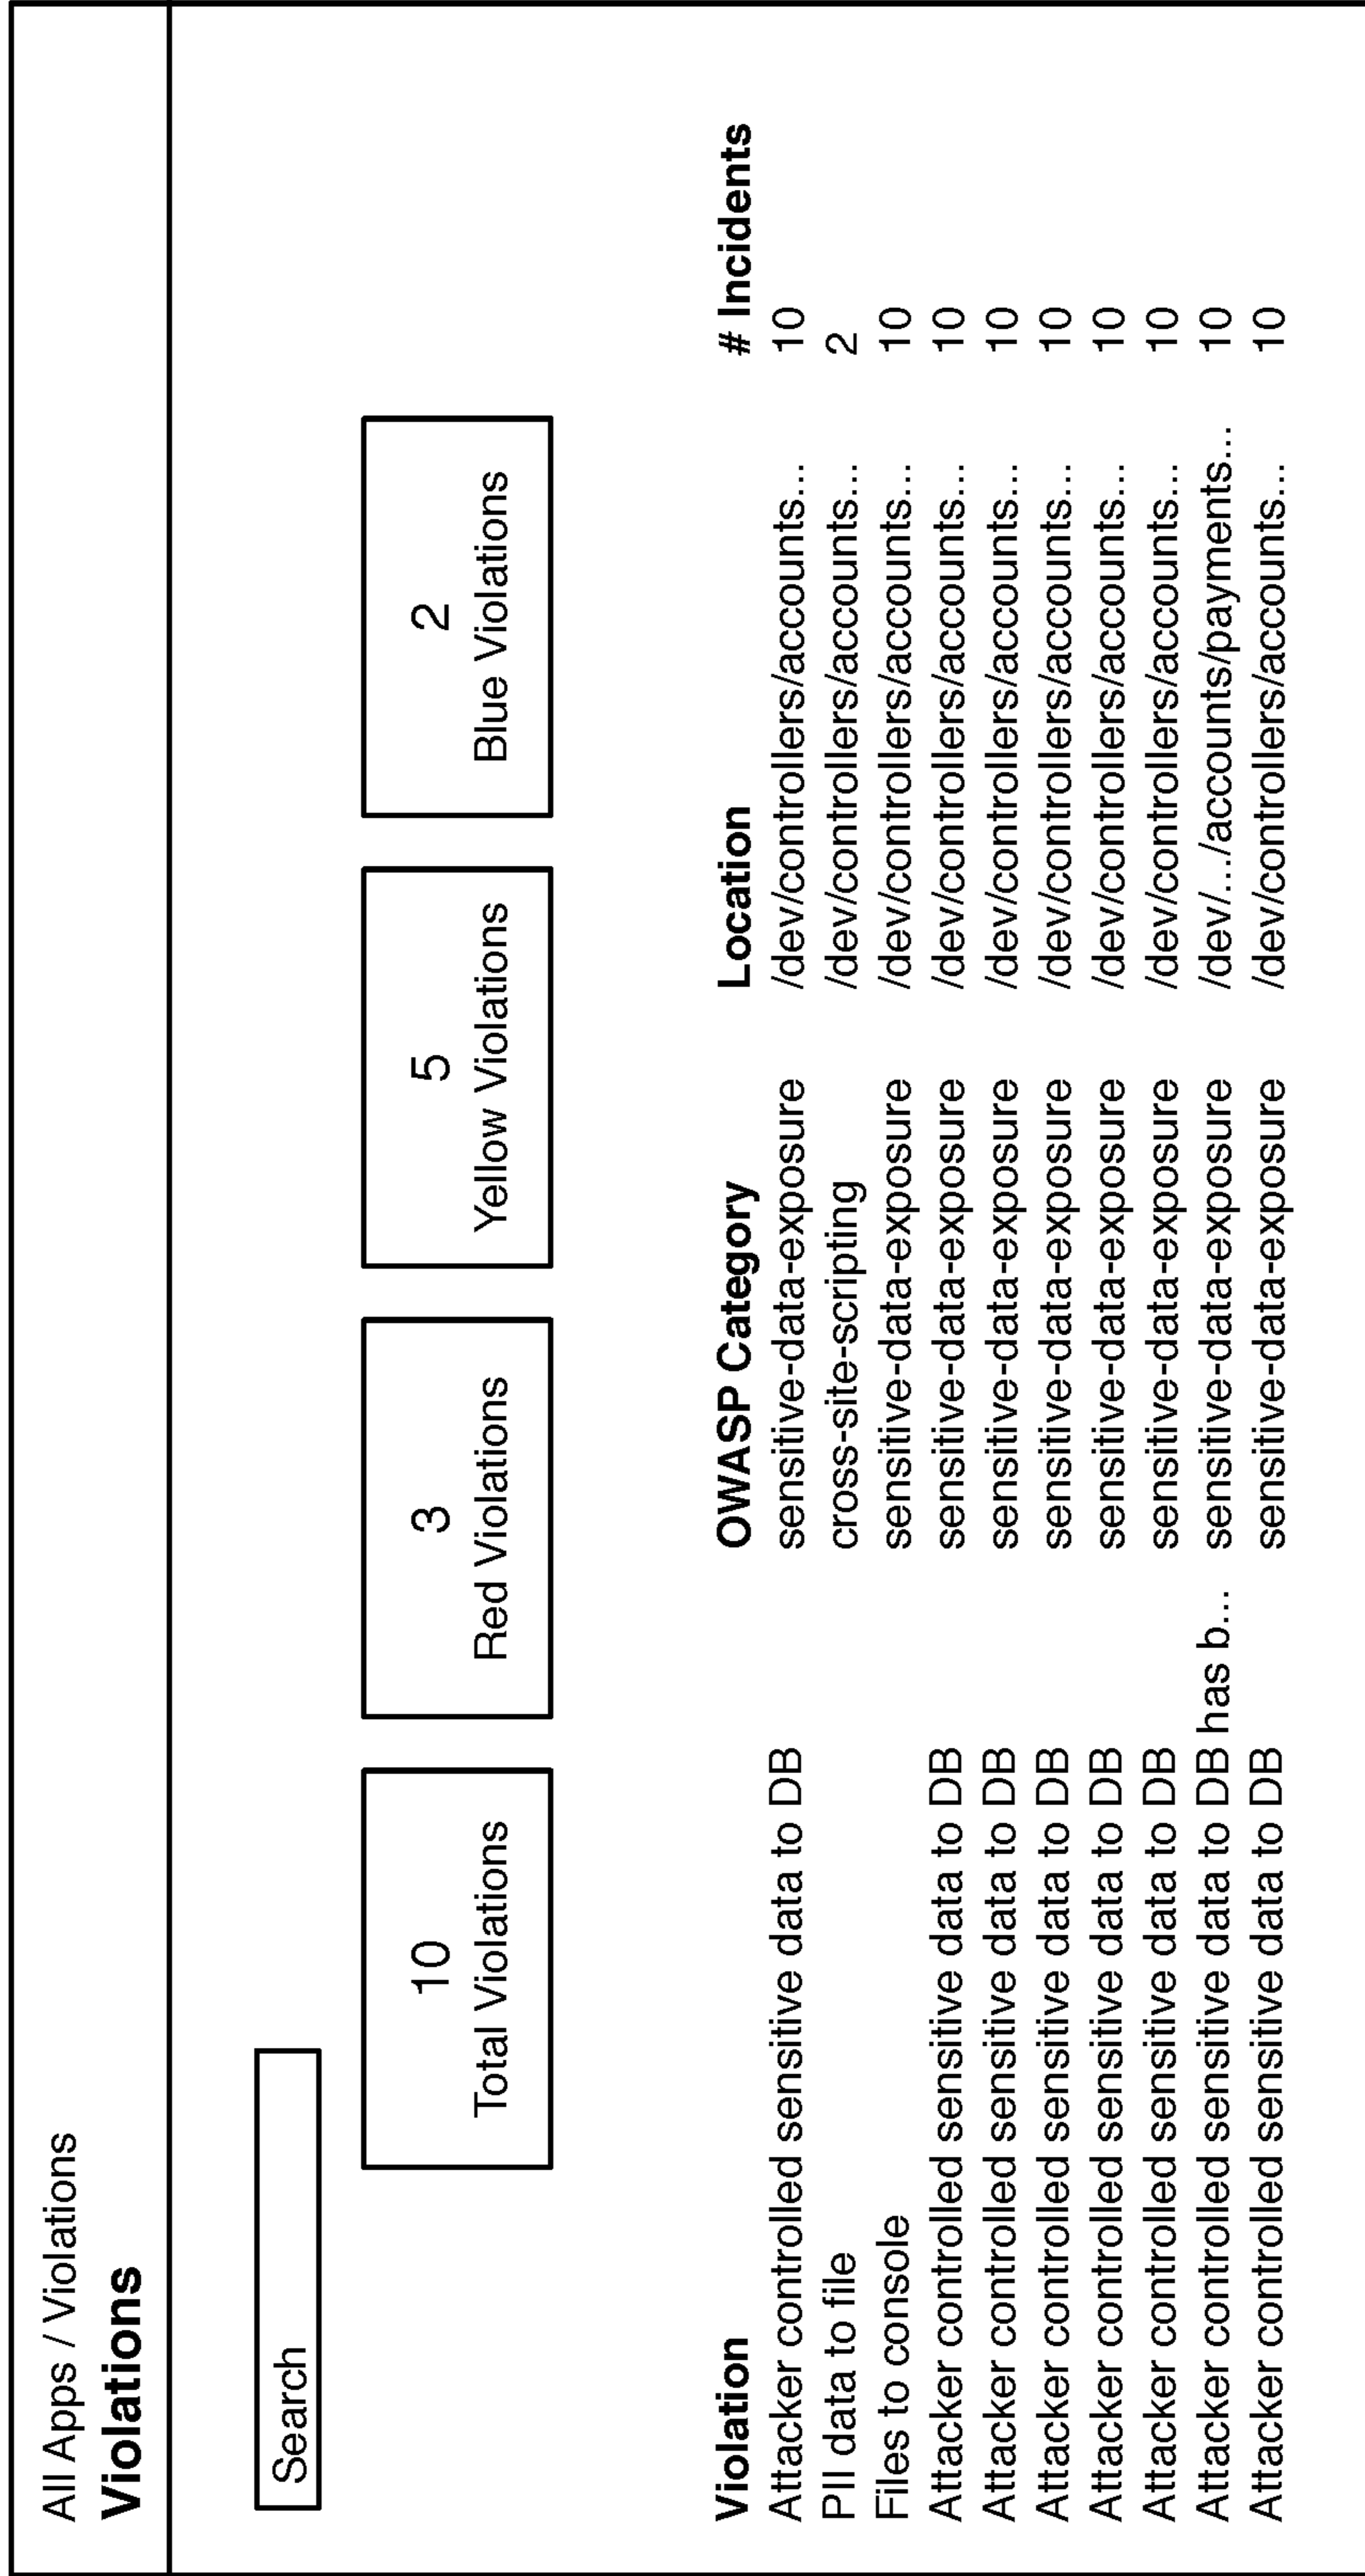 All Apps / Violations
Violations
Search
10
Total Violations
3
Red Violations
5
Yellow Violations
2
Blue Violations
Violation OWASP Category Location # Incidents
Attacker controlled sensitive data to DB sensitive-data-exposure /dev/controllers/accounts... 10
PII data to file cross-site-scripting /dev/controllers/accounts... 2
Files to console sensitive-data-exposure /dev/controllers/accounts... 10
Attacker controlled sensitive data to DB sensitive-data-exposure /dev/controllers/accounts... 10
Attacker controlled sensitive data to DB sensitive-data-exposure /dev/controllers/accounts... 10
Attacker controlled sensitive data to DB sensitive-data-exposure /dev/controllers/accounts... 10
Attacker controlled sensitive data to DB sensitive-data-exposure /dev/controllers/accounts... 10
Attacker controlled sensitive data to DB sensitive-data-exposure /dev/controllers/accounts... 10
Attacker controlled sensitive data to DB has b... sensitive-data-exposure /dev/.../accounts/payments... 10
Attacker controlled sensitive data to DB sensitive-data-exposure /dev/controllers/accounts... 10